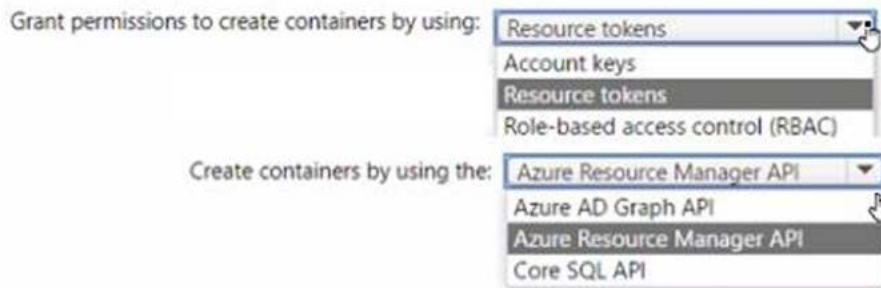 Grant permissions to create containers by using: Resource tokens
Account keys
Resource tokens
Role-based access control (RBAC)
Create containers by using the: Azure Resource Manager API
Azure AD Graph API
Azure Resource Manager API
Core SQL API